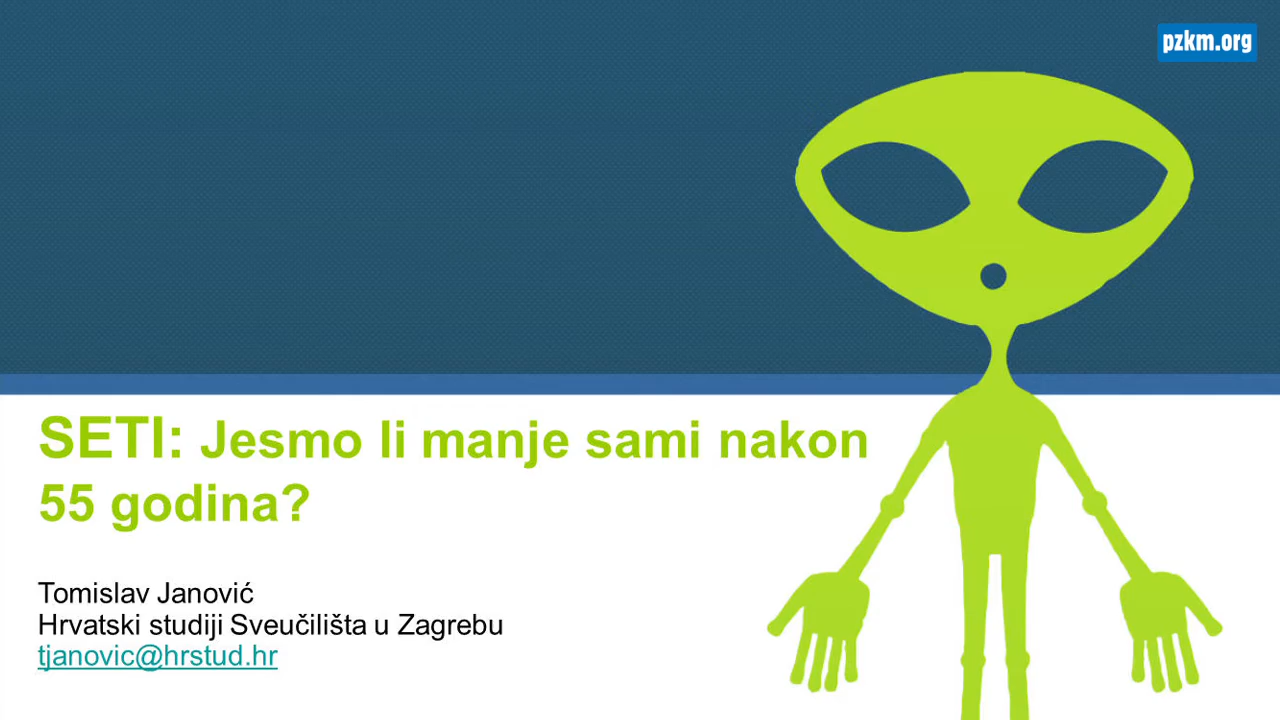 pzkm.org
SETI: Jesmo li manje sami nakon
55 godina?
Tomislav Janović
Hrvatski studiji Sveučilišta u Zagrebu
tjanovic@hrstud.hr